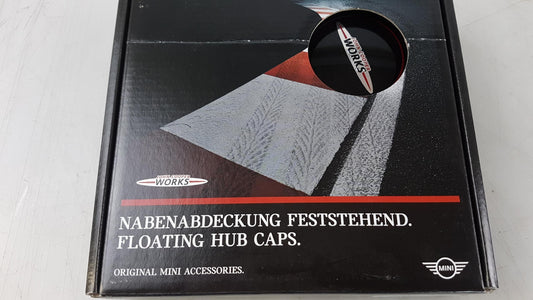 WORKS
WORKS
NABENABDECKUNG FESTSTEHEND.
FLOATING HUB CAPS.
ORIGINAL MINI ACCESSORIES.
MINI